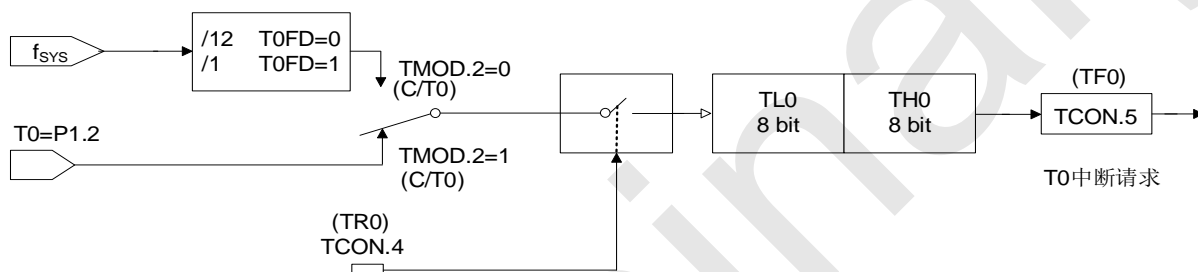 /12 T0FD=0
/1 T0FD=1
fSYS
TMOD.2=0
(C/T0)
T0=P1.2
TMOD.2=1
(C/T0)
(TR0)
TCON.4
TL0
8 bit
TH0
8 bit
(TF0)
TCON.5
T0中断请求